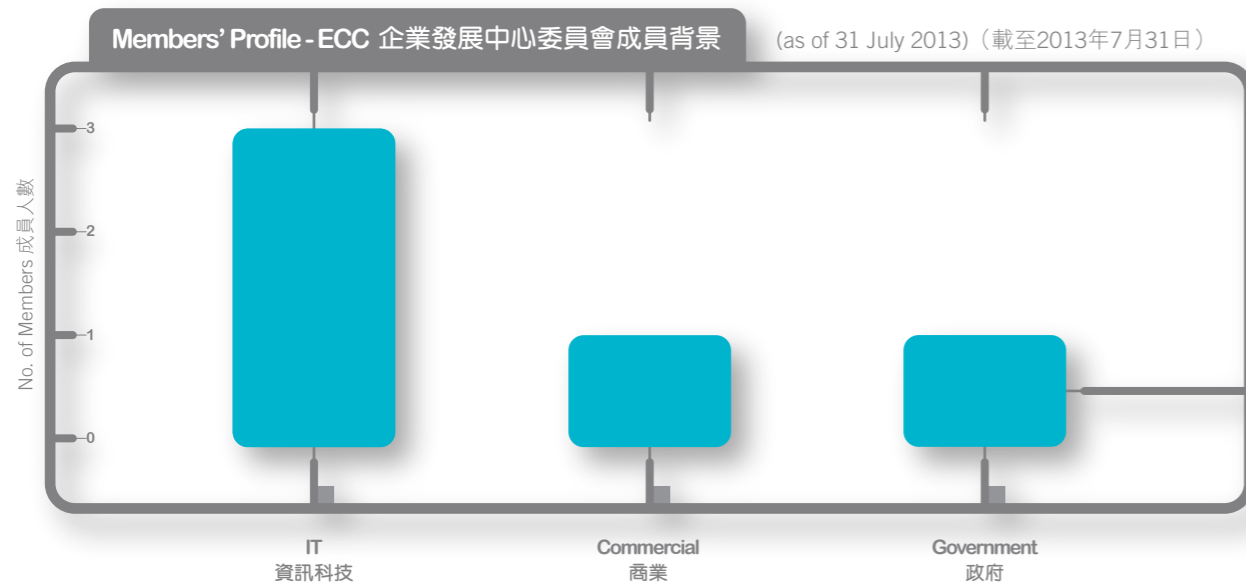 Members' Profile - ECC 企業發展中心委員會成員背景 (as of 31 July 2013)（截至2013年7月31日）
No. of Members 成員人數
3
2
1
0
IT
資訊科技
Commercial
商業
Government
政府